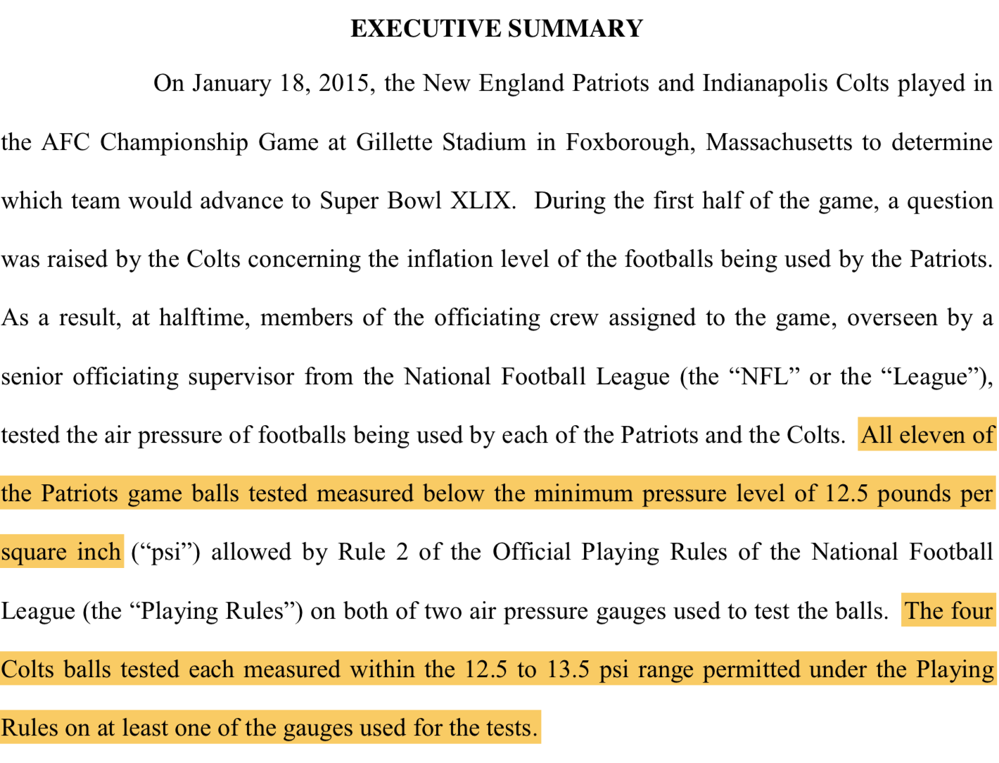 EXECUTIVE SUMMARY
On January 18, 2015, the New England Patriots and Indianapolis Colts played in
the AFC Championship Game at Gillette Stadium in Foxborough, Massachusetts to determine
which team would advance to Super Bowl XLIX.  During the first half of the game, a question
was raised by the Colts concerning the inflation level of the footballs being used by the Patriots.
As a result, at halftime, members of the officiating crew assigned to the game, overseen by a
senior officiating supervisor from the National Football League (the “NFL” or the “League”),
tested the air pressure of footballs being used by each of the Patriots and the Colts.  All eleven of
the Patriots game balls tested measured below the minimum pressure level of 12.5 pounds per
square inch (“psi”) allowed by Rule 2 of the Official Playing Rules of the National Football
League (the “Playing Rules”) on both of two air pressure gauges used to test the balls.  The four
Colts balls tested each measured within the 12.5 to 13.5 psi range permitted under the Playing
Rules on at least one of the gauges used for the tests.